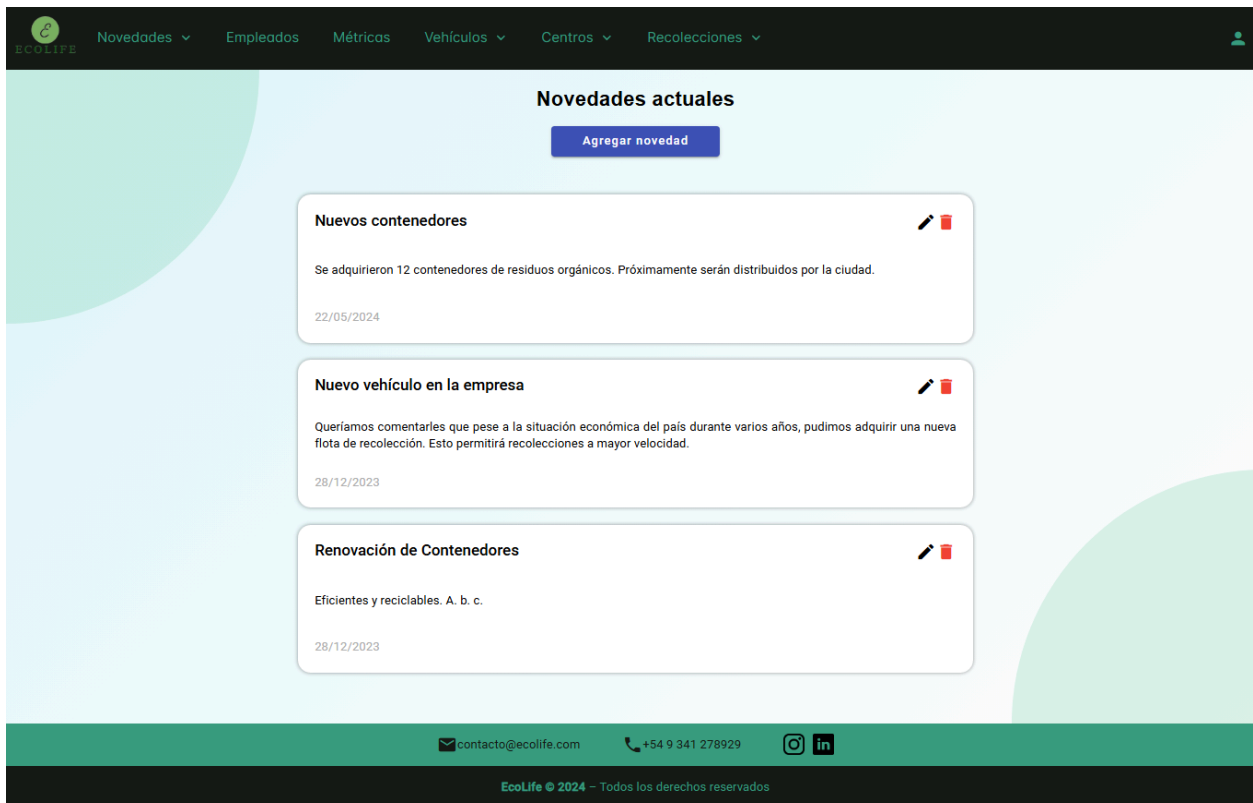 ε
ECOLIFE
Novedades Empleados Métricas Vehículos Centros Recolecciones
Novedades actuales
Agregar novedad
Nuevos contenedores
Se adquirieron 12 contenedores de residuos orgánicos. Próximamente serán distribuidos por la ciudad.
22/05/2024
Nuevo vehículo en la empresa
Queríamos comentarles que pese a la situación económica del país durante varios años, pudimos adquirir una nueva
flota de recolección. Esto permitirá recolecciones a mayor velocidad.
28/12/2023
Renovación de Contenedores
Eficientes y reciclables. A. b. c.
28/12/2023
contacto@ecolife.com +54 9 341 278929 in
EcoLife © 2024 – Todos los derechos reservados